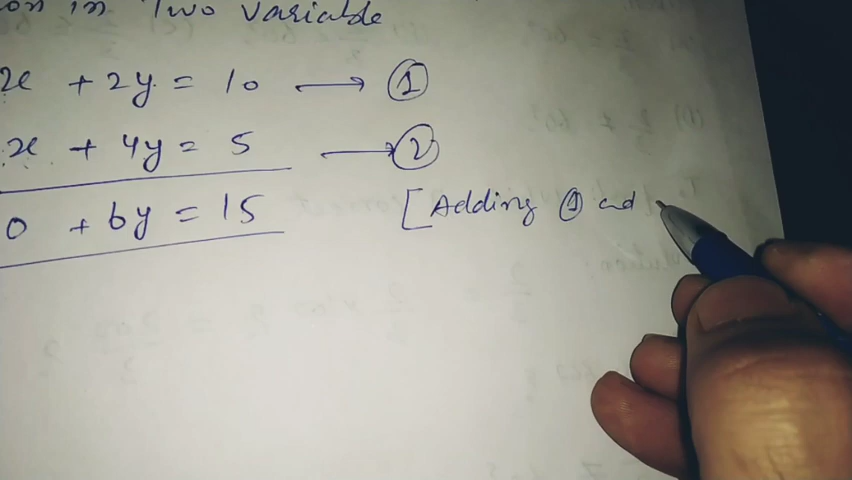 on in Two variable
x + 2y = 10 → ①
x + 4y = 5 → ②
0 + 6y = 15 [Adding ① and